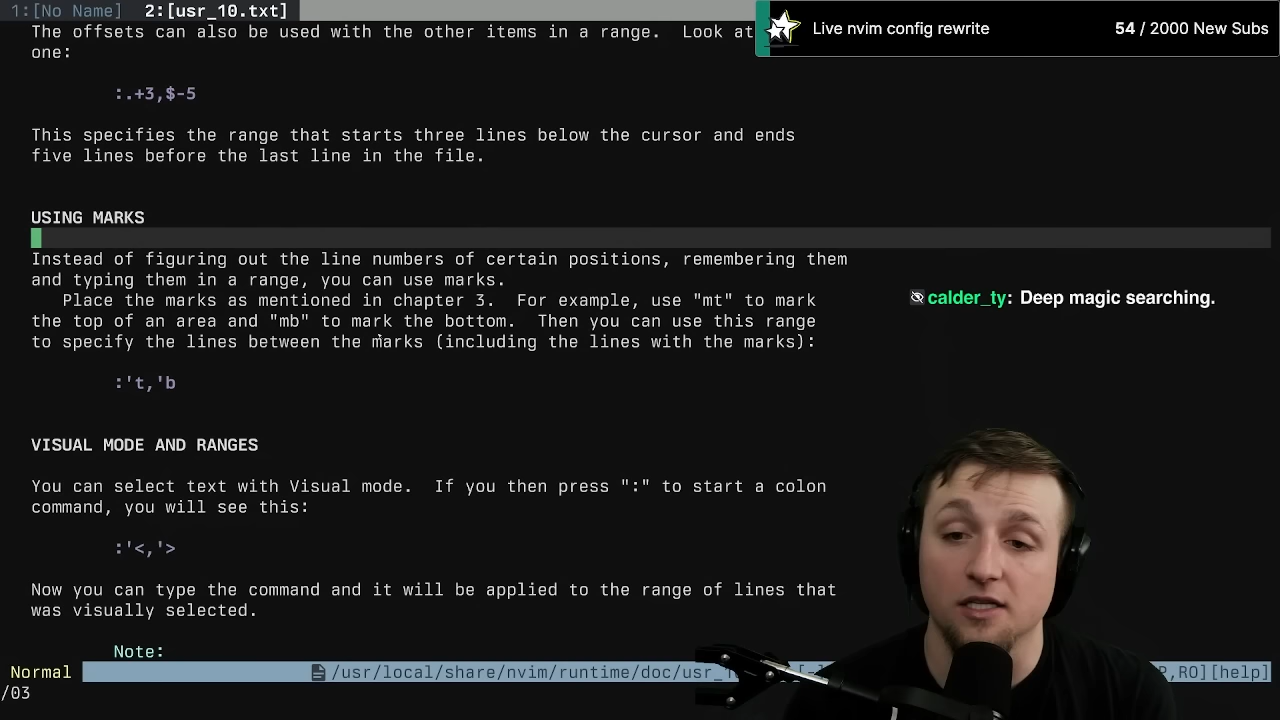 1:[No Name]  2:[usr_10.txt]
Live nvim config rewrite 54 / 2000 New Subs
The offsets can also be used with the other items in a range.  Look at
one:
:.+3,$-5
This specifies the range that starts three lines below the cursor and ends
five lines before the last line in the file.
USING MARKS
Instead of figuring out the line numbers of certain positions, remembering them
and typing them in a range, you can use marks.
Place the marks as mentioned in chapter 3.  For example, use "mt" to mark
the top of an area and "mb" to mark the bottom.  Then you can use this range
to specify the lines between the marks (including the lines with the marks):
:'t,'b
calder_ty: Deep magic searching.
VISUAL MODE AND RANGES
You can select text with Visual mode.  If you then press ":" to start a colon
command, you will see this:
:'<,'>
Now you can type the command and it will be applied to the range of lines that
was visually selected.
Note:
Normal /usr/local/share/nvim/runtime/doc/usr_1 ,RO][help]
/03